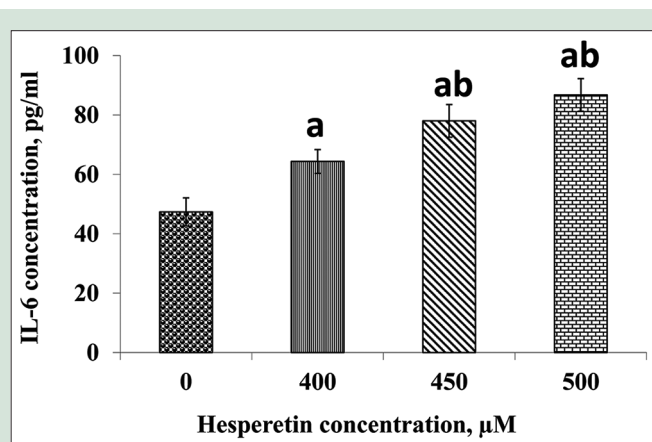 IL-6 concentration, pg/ml
100
80
60
40
20
0
a
ab
ab
0 400 450 500
Hesperetin concentration, µM